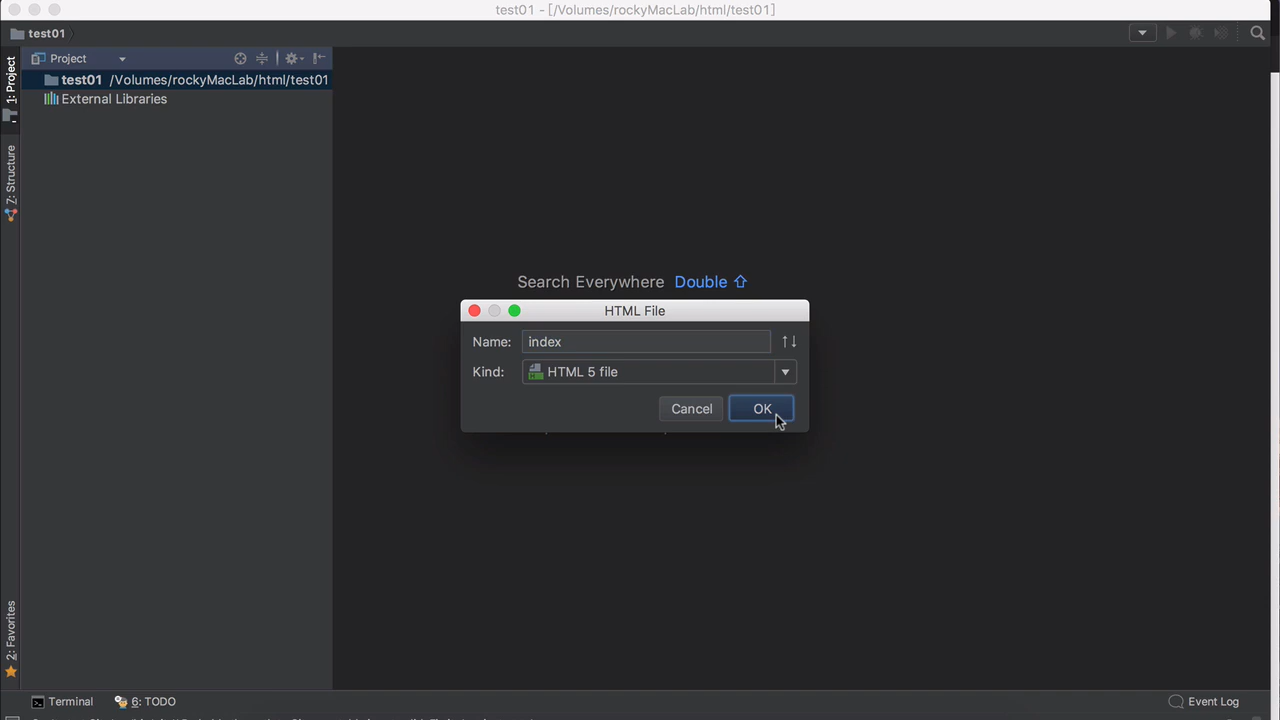 test01 - [/Volumes/rockyMacLab/html/test01]
test01
Project
1: Project
test01 /Volumes/rockyMacLab/html/test01
External Libraries
Z: Structure
Search Everywhere Double ⇧
HTML File
Name: index
Kind: HTML 5 file
Cancel OK
2: Favorites
Terminal 6: TODO Event Log